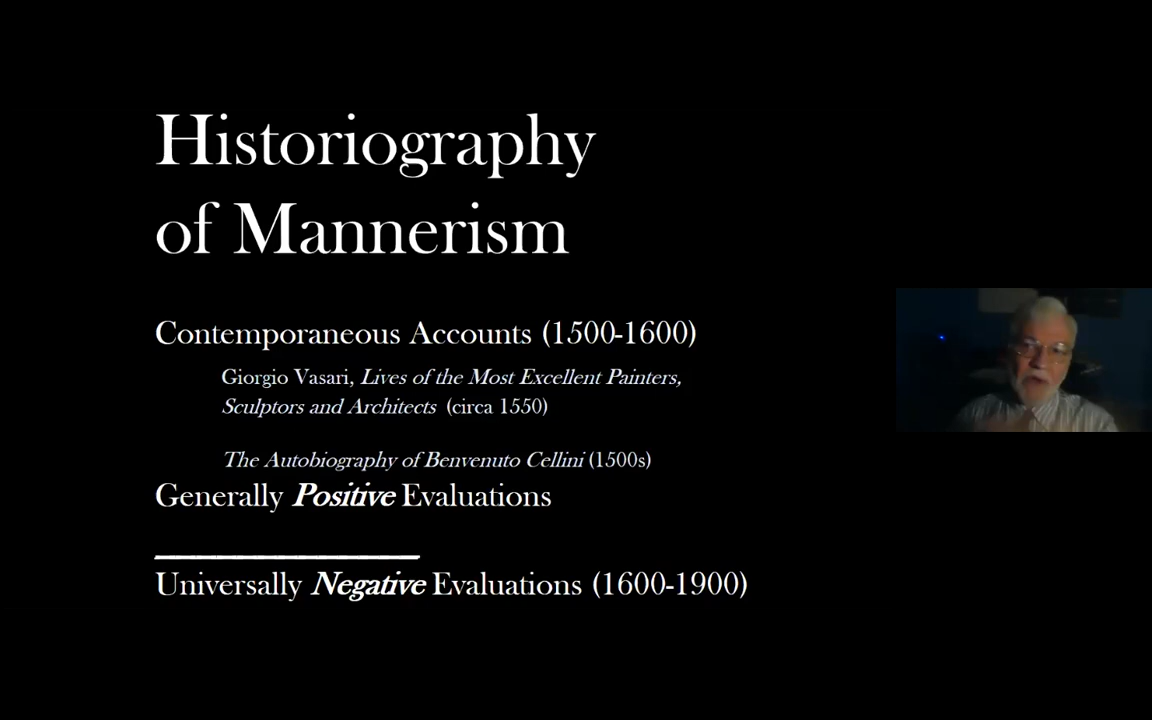 Historiography
of Mannerism
Contemporaneous Accounts (1500-1600)
Giorgio Vasari, Lives of the Most Excellent Painters,
Sculptors and Architects (circa 1550)
The Autobiography of Benvenuto Cellini (1500s)
Generally Positive Evaluations
Universally Negative Evaluations (1600-1900)